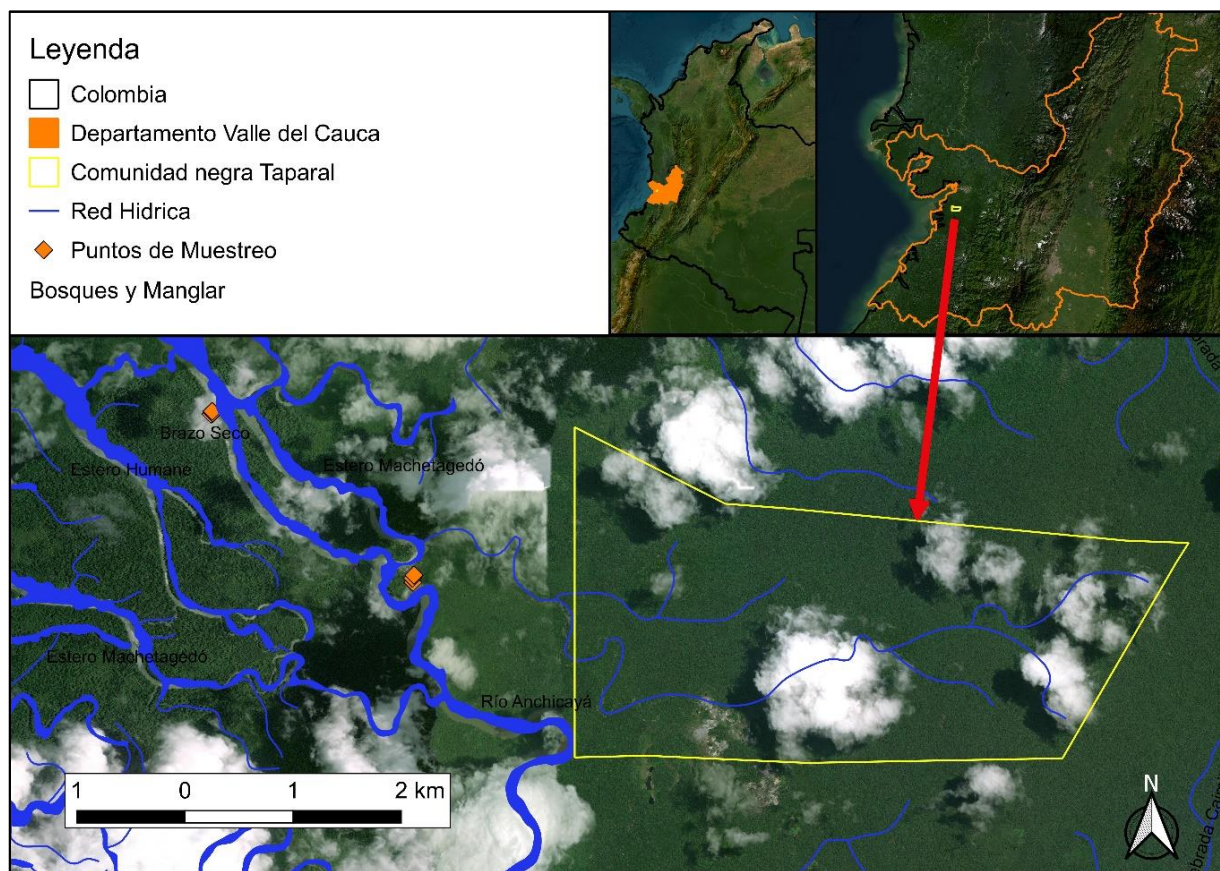 Leyenda
Colombia
Departamento Valle del Cauca
Comunidad negra Taparal
Red Hidrica
Puntos de Muestreo
Bosques y Manglar
Brazo Seco
Estero Humane
Estero Machetagedó
Estero Machetagedó
Río Anchicayá
1 0 1 2 km
N